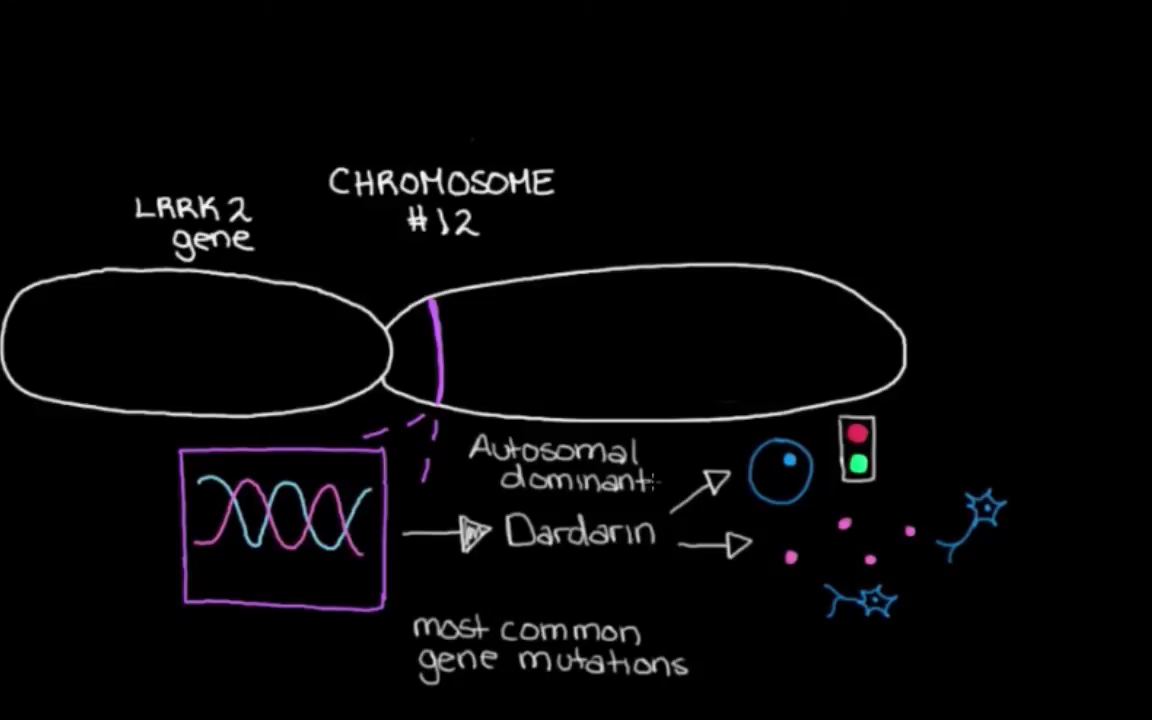 LRRK2
gene
CHROMOSOME
#12
Autosomal
dominant
Dardarin
most common
gene mutations